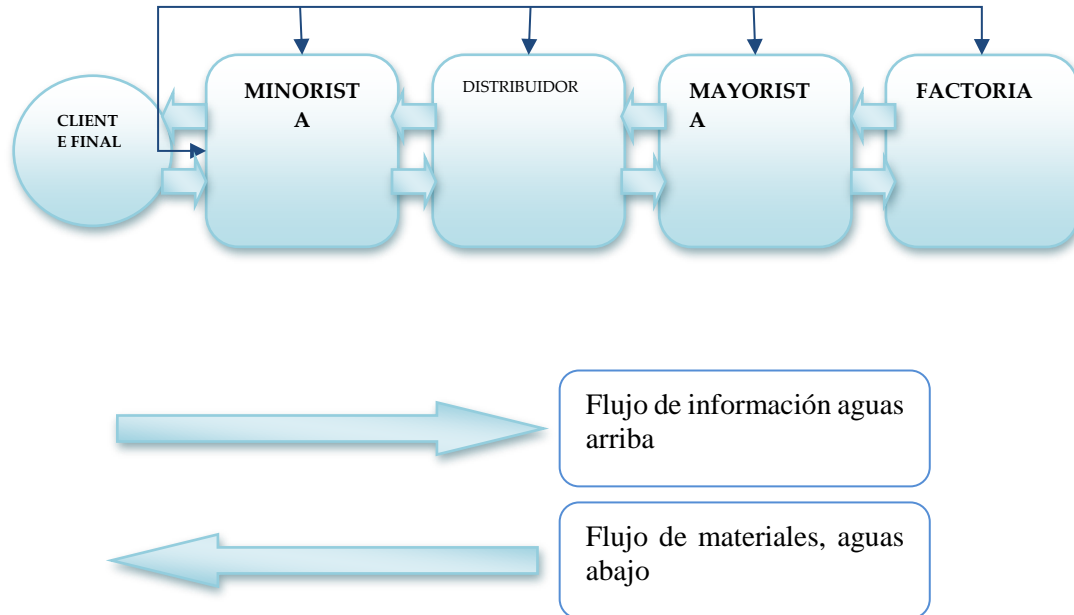 CLIENT
E FINAL
MINORIST
A
DISTRIBUIDOR
MAYORIST
A
FACTORIA
Flujo de información aguas
arriba
Flujo de materiales, aguas
abajo